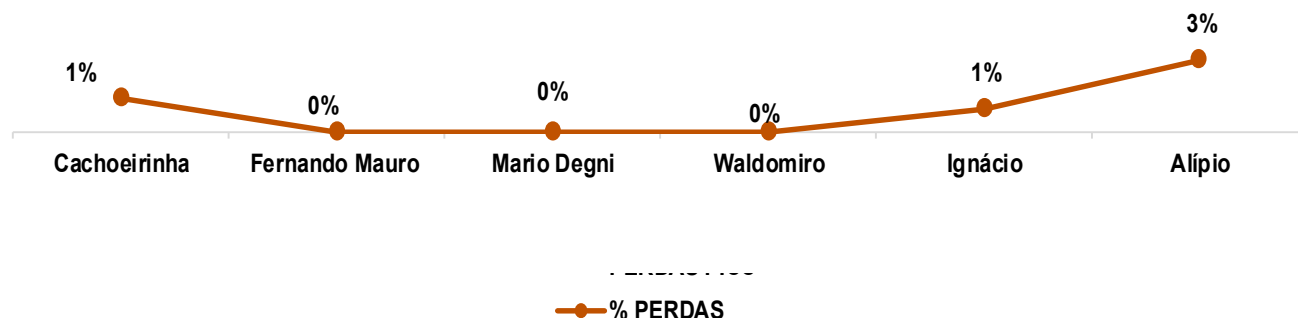 3%
1%
1%
0%
0%
0%
Cachoeirinha
Fernando Mauro
Mario Degni
Waldomiro
Ignácio
Alípio
% PERDAS